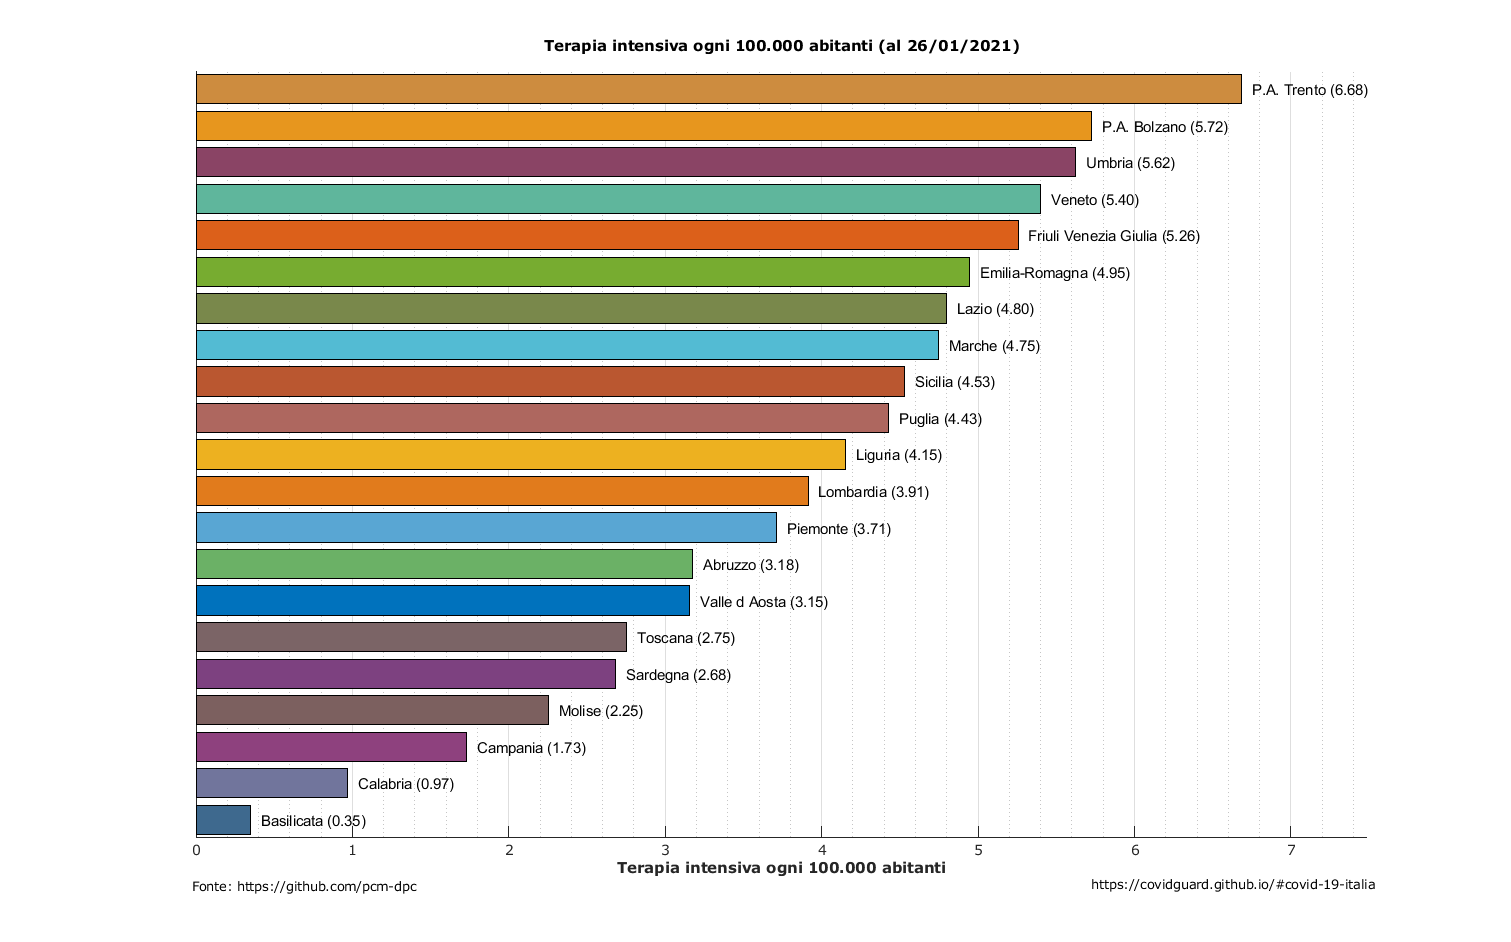 Terapia intensiva ogni 100.000 abitanti (al 26/01/2021)
P.A. Trento (6.68)
P.A. Bolzano (5.72)
Umbria (5.62)
Veneto (5.40)
Friuli Venezia Giulia (5.26)
Emilia-Romagna (4.95)
Lazio (4.80)
Marche (4.75)
Sicilia (4.53)
Puglia (4.43)
Liguria (4.15)
Lombardia (3.91)
Piemonte (3.71)
Abruzzo (3.18)
Valle d Aosta (3.15)
Toscana (2.75)
Sardegna (2.68)
Molise (2.25)
Campania (1.73)
Calabria (0.97)
Basilicata (0.35)
0 1 2 3 4 5 6 7
Terapia intensiva ogni 100.000 abitanti
Fonte: https://github.com/pcm-dpc
https://covidguard.github.io/#covid-19-italia